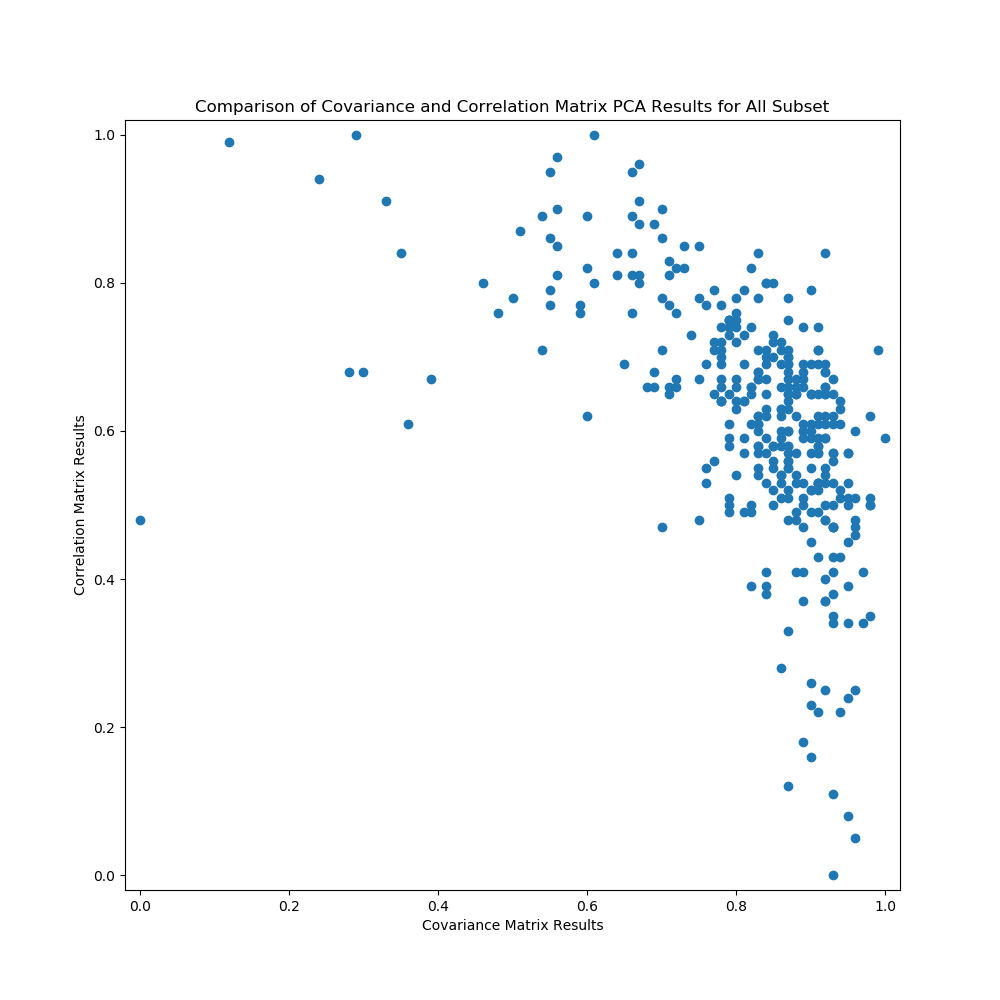 Comparison of Covariance and Correlation Matrix PCA Results for All Subset
1.0
0.8
0.6
0.4
0.2
0.0
Correlation Matrix Results
0.0 0.2 0.4 0.6 0.8 1.0
Covariance Matrix Results